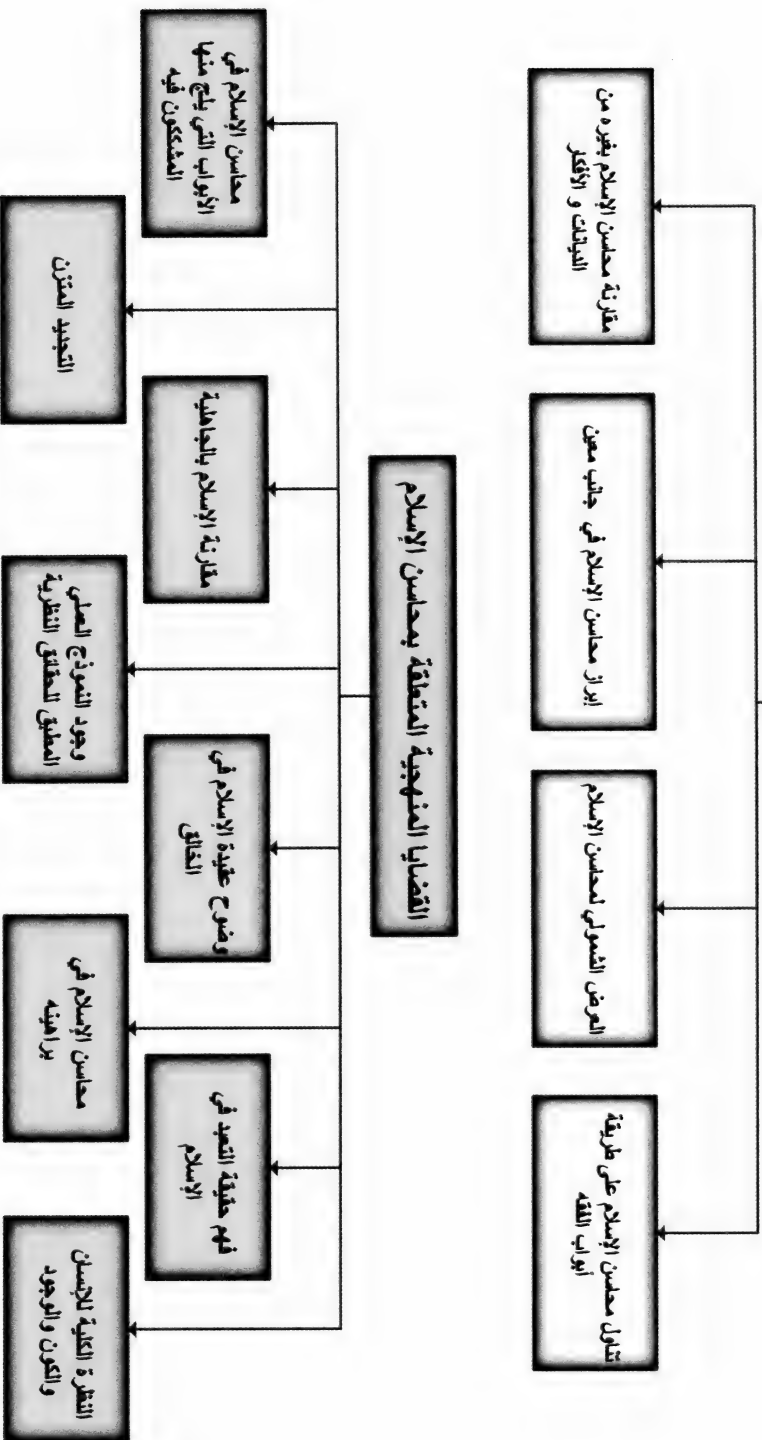 تناول محاسن الإسلام على طريقة
أبواب الفقه
العرض الشمولي لمحاسن الإسلام
إبراز محاسن الإسلام في جانب معين
مقارنة محاسن الإسلام بغيره من
الديانات و الأفكار
القضايا المنهجية المتعلقة بمحاسن الإسلام
فهم حقيقة التعبد في
الإسلام
وضوح عقيدة الإسلام في
الخالق
مقارنة الإسلام بالجاهلية
محاسن الإسلام في
الأبواب التي يلج منها
المشككون فيه
النظرة الكلية للإنسان
والكون والوجود
محاسن الإسلام في
براهينه
وجود النموذج العملي
المطبق للحقائق النظرية
التجديد المتزن